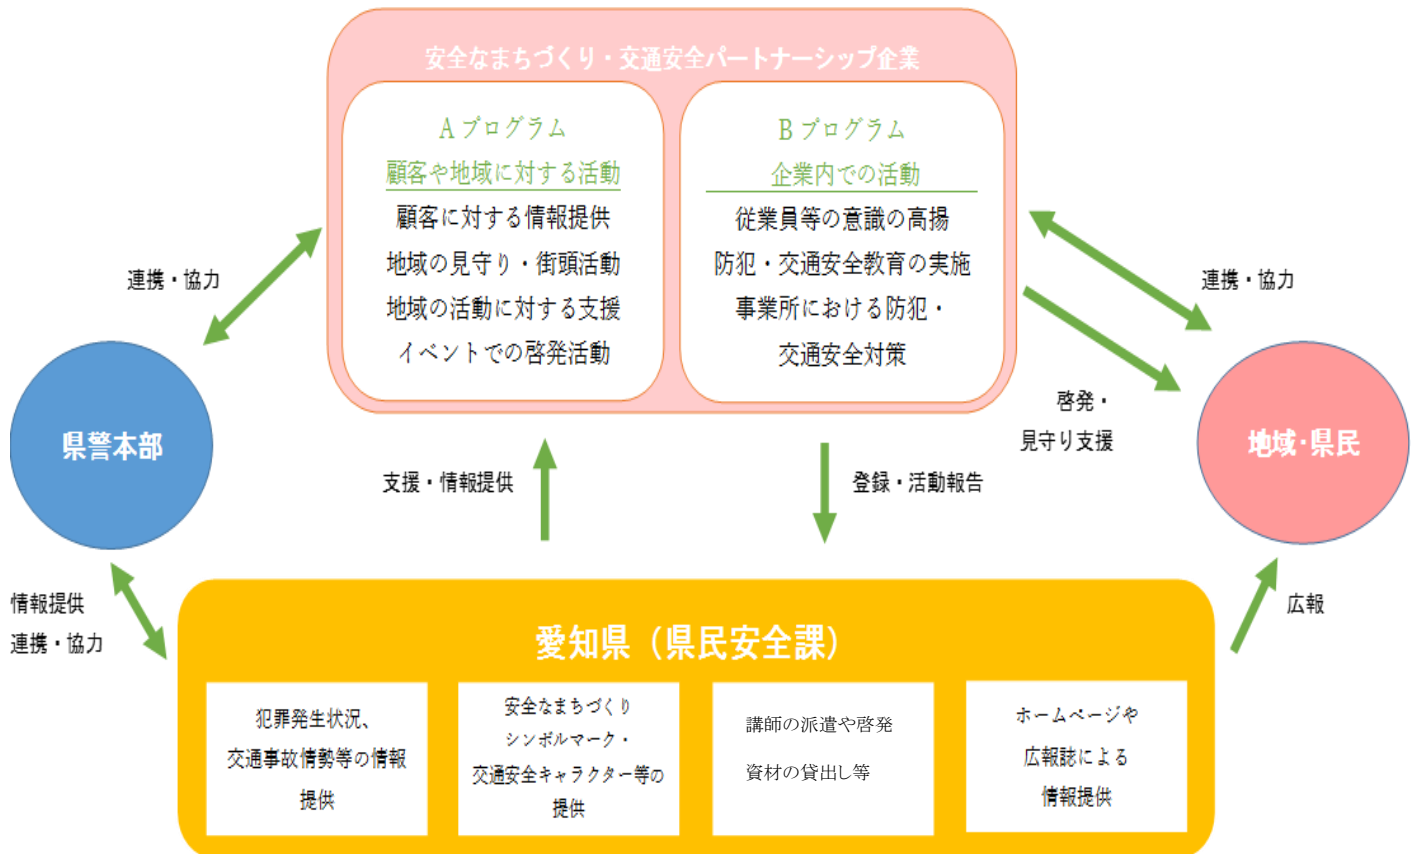 安全なまちづくり・交通安全パートナーシップ企業
Aプログラム
顧客や地域に対する活動
顧客に対する情報提供
地域の見守り・街頭活動
地域の活動に対する支援
イベントでの啓発活動
Bプログラム
企業内での活動
従業員等の意識の高揚
防犯・交通安全教育の実施
事業所における防犯・
交通安全対策
連携・協力
連携・協力
啓発・
見守り支援
県警本部
地域・県民
支援・情報提供
登録・活動報告
情報提供
連携・協力
広報
愛知県（県民安全課）
犯罪発生状況、
交通事故情勢等の情報
提供
安全なまちづくり
シンボルマーク・
交通安全キャラクター等の
提供
講師の派遣や啓発
資材の貸出し等
ホームページや
広報誌による
情報提供